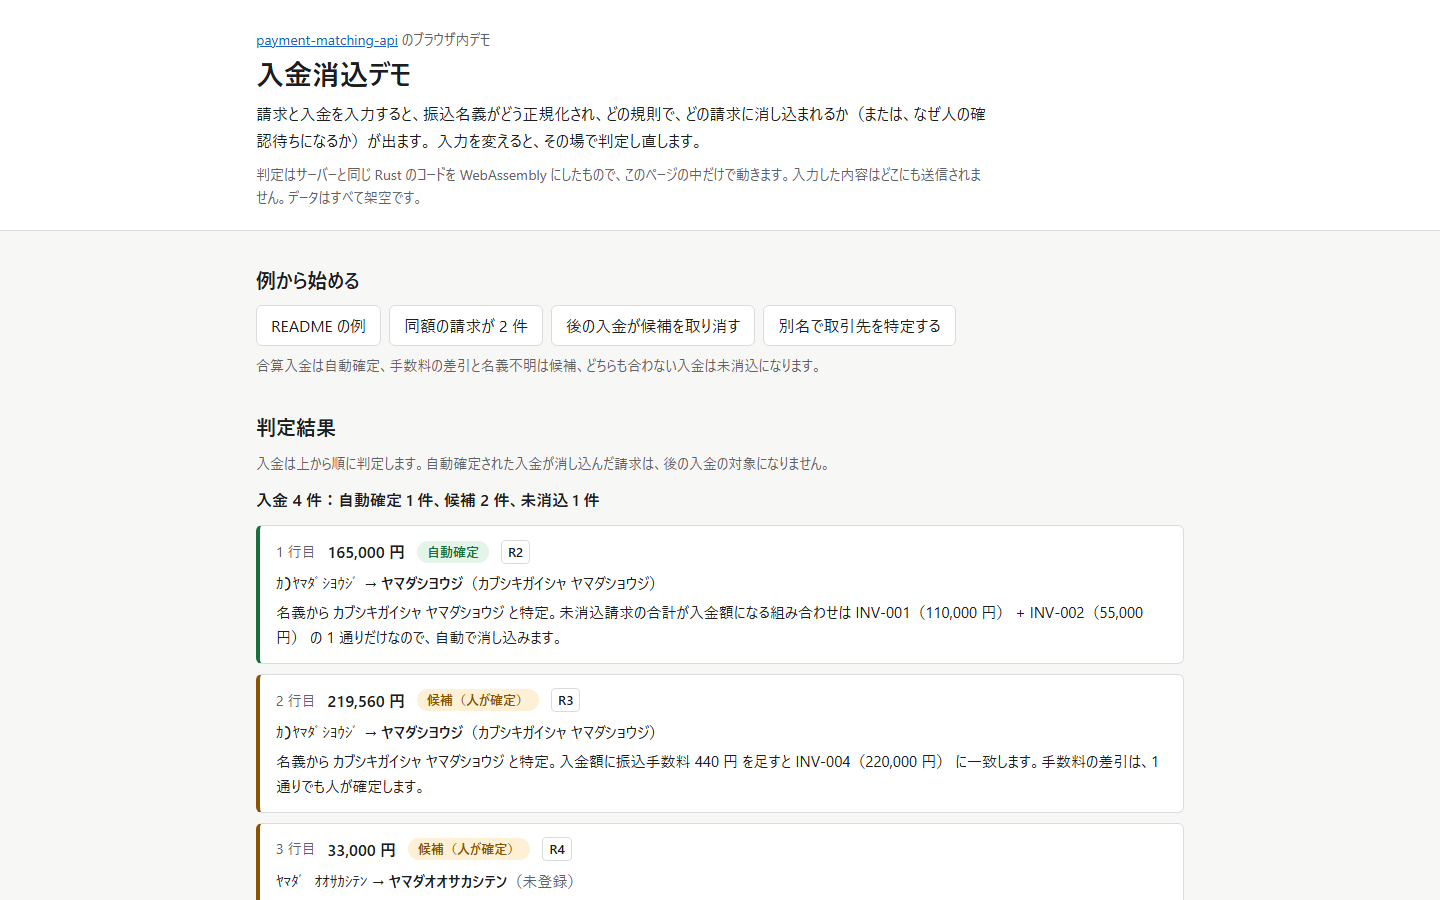 payment-matching-api のブラウザ内デモ
入金消込デモ
請求と入金を入力すると、振込名義がどう正規化され、どの規則で、どの請求に消し込まれるか（または、なぜ人の確
認待ちになるか）が出ます。入力を変えると、その場で判定し直します。
判定はサーバーと同じ Rust のコードを WebAssembly にしたもので、このページの中だけで動きます。入力した内容はどこにも送信されま
せん。データはすべて架空です。
例から始める
README の例
同額の請求が 2 件
後の入金が候補を取り消す
別名で取引先を特定する
合算入金は自動確定、手数料の差引と名義不明は候補、どちらも合わない入金は未消込になります。
判定結果
入金は上から順に判定します。自動確定された入金が消し込んだ請求は、後の入金の対象になりません。
入金 4 件：自動確定 1 件、候補 2 件、未消込 1 件
1 行目 165,000 円 自動確定 R2
ｶ)ﾔﾏﾀﾞｼﾖｳｼﾞ → ヤマダシヨウジ（カブシキガイシャ ヤマダショウジ）
名義から カブシキガイシャ ヤマダショウジ と特定。未消込請求の合計が入金額になる組み合わせは INV-001（110,000 円） + INV-002（55,000
円） の 1 通りだけなので、自動で消し込みます。
2 行目 219,560 円 候補（人が確定） R3
ｶ)ﾔﾏﾀﾞｼﾖｳｼﾞ → ヤマダシヨウジ（カブシキガイシャ ヤマダショウジ）
名義から カブシキガイシャ ヤマダショウジ と特定。入金額に振込手数料 440 円 を足すと INV-004（220,000 円） に一致します。手数料の差引は、1
通りでも人が確定します。
3 行目 33,000 円 候補（人が確定） R4
ﾔﾏﾀﾞ　ｵｵｻｶｼﾃﾝ → ヤマダオオサカシテン（未登録）